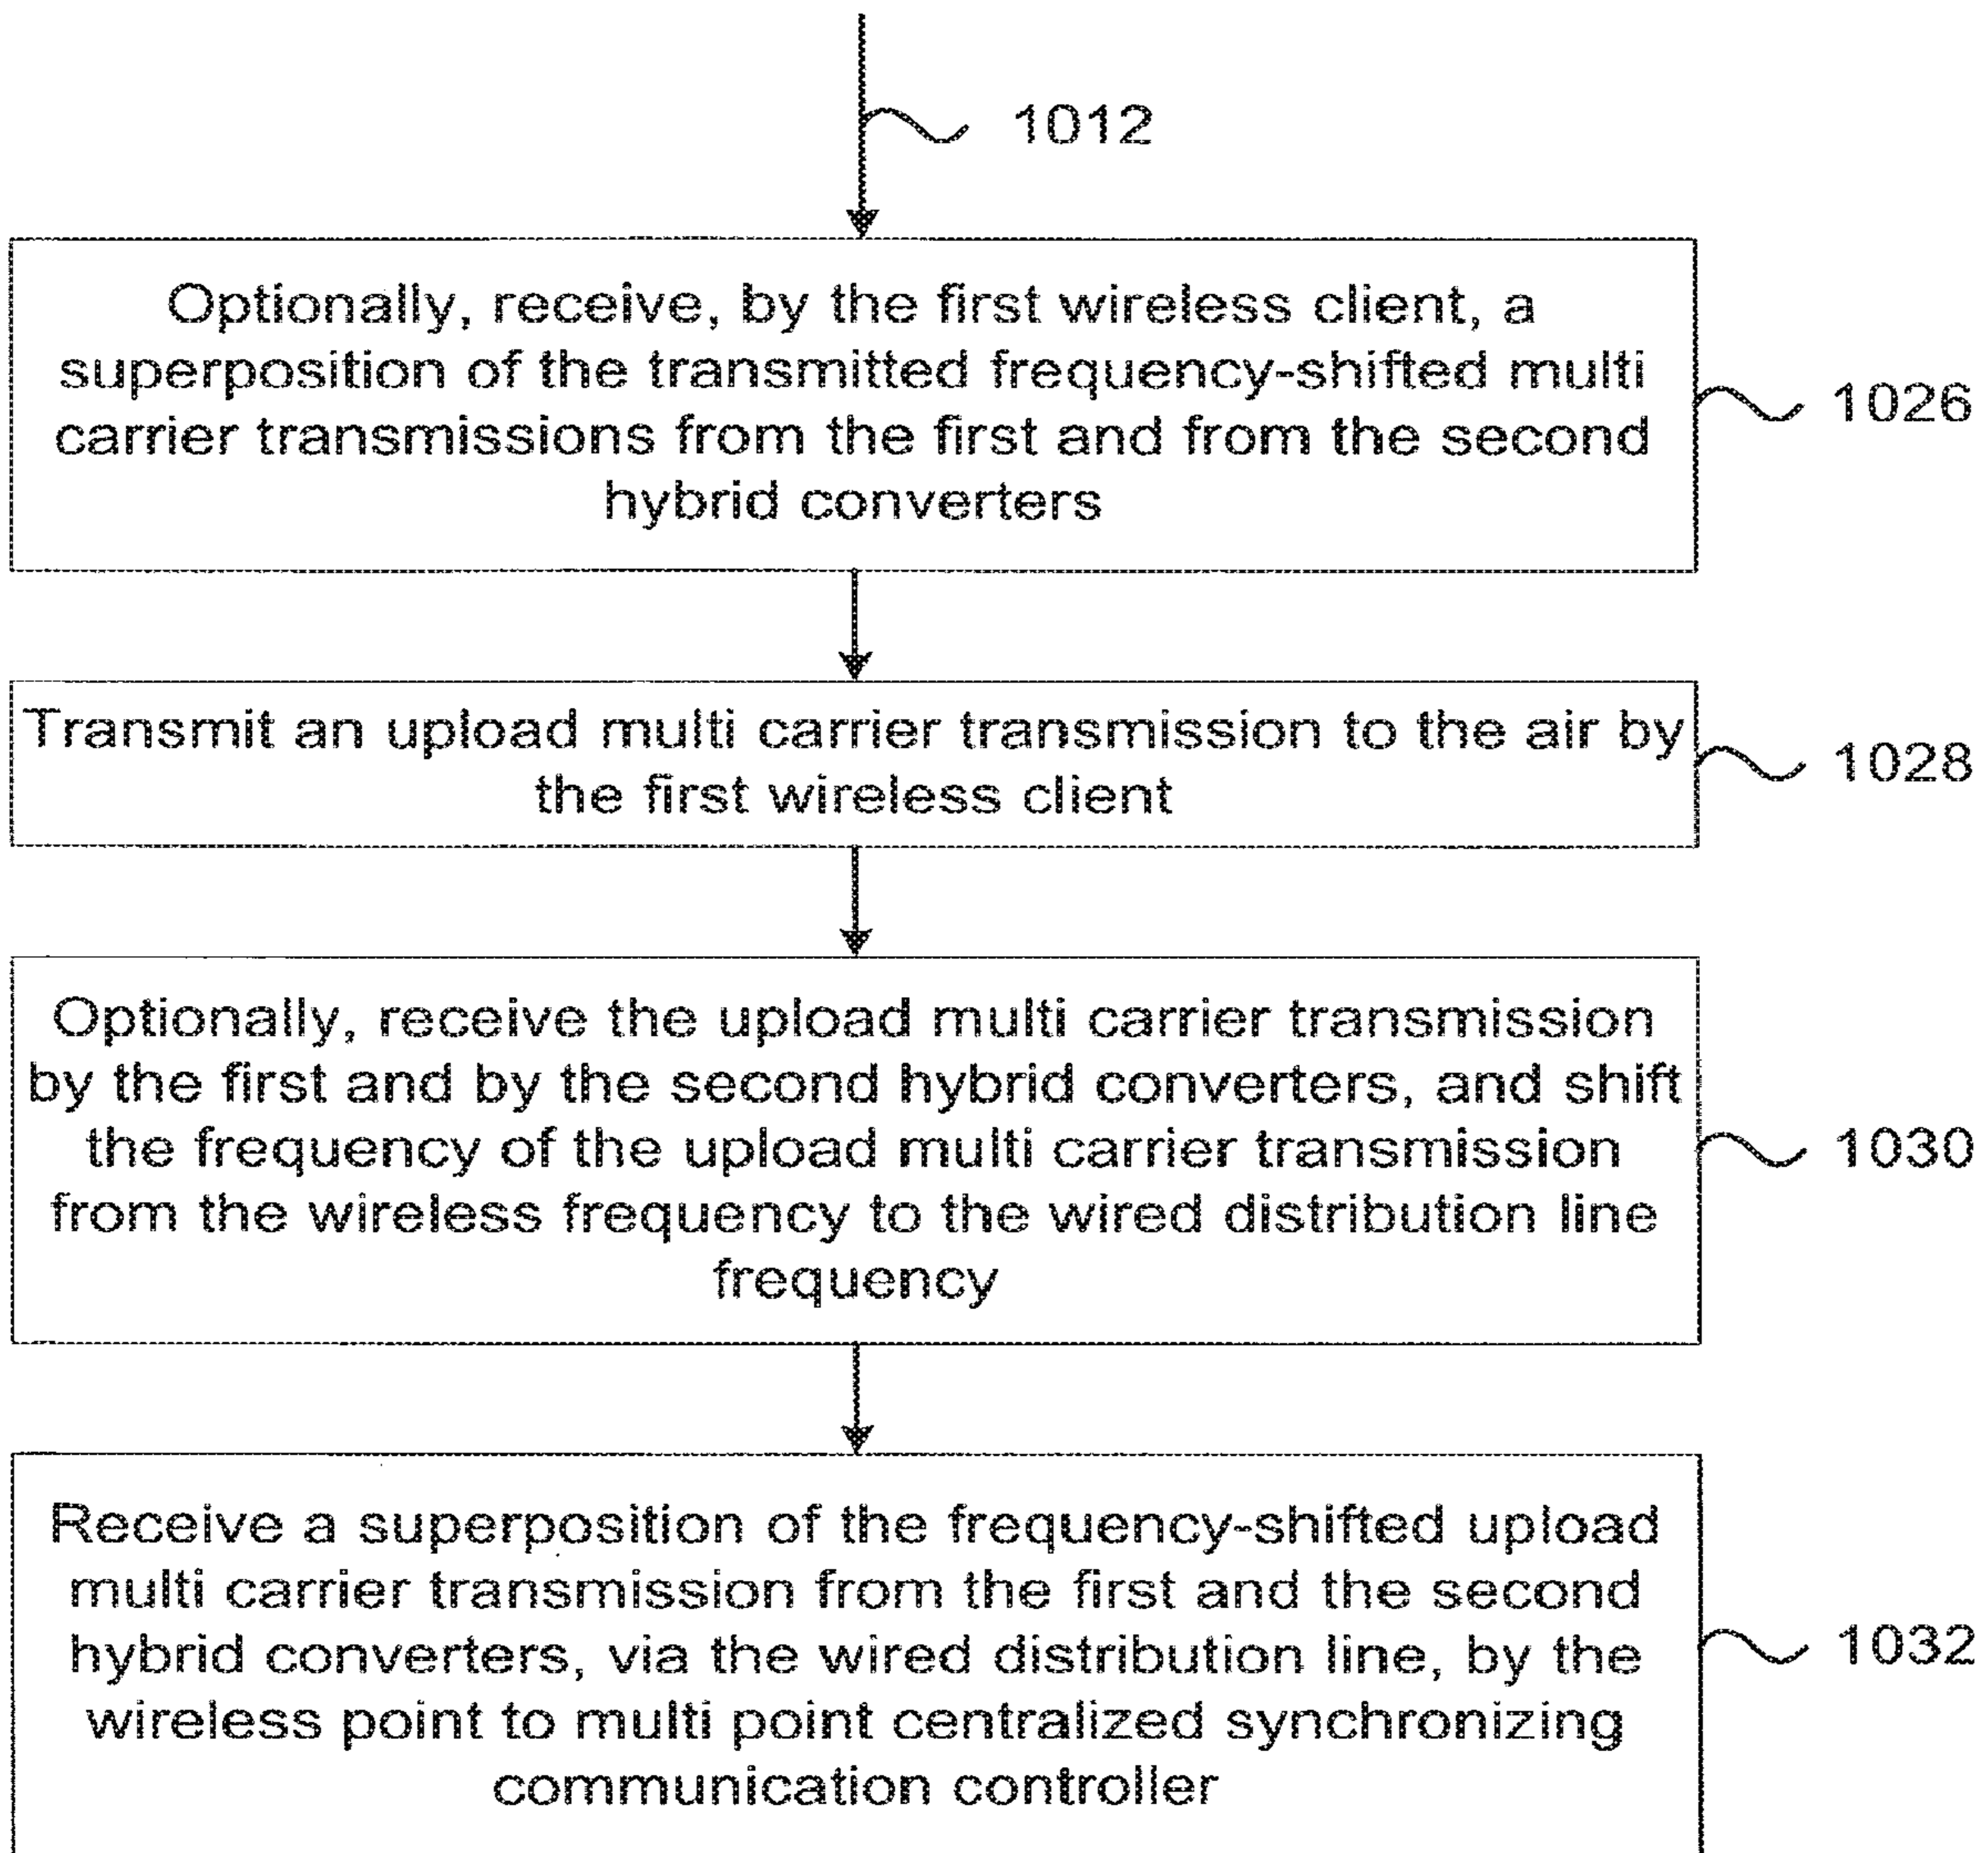 1012
Optionally, receive, by the first wireless client, a
superposition of the transmitted frequency-shifted multi
carrier transmissions from the first and from the second
hybrid converters
1026
Transmit an upload multi carrier transmission to the air by
the first wireless client
1028
Optionally, receive the upload multi carrier transmission
by the first and by the second hybrid converters, and shift
the frequency of the upload multi carrier transmission
from the wireless frequency to the wired distribution line
frequency
1030
Receive a superposition of the frequency-shifted upload
multi carrier transmission from the first and the second
hybrid converters, via the wired distribution line, by the
wireless point to multi point centralized synchronizing
communication controller
1032